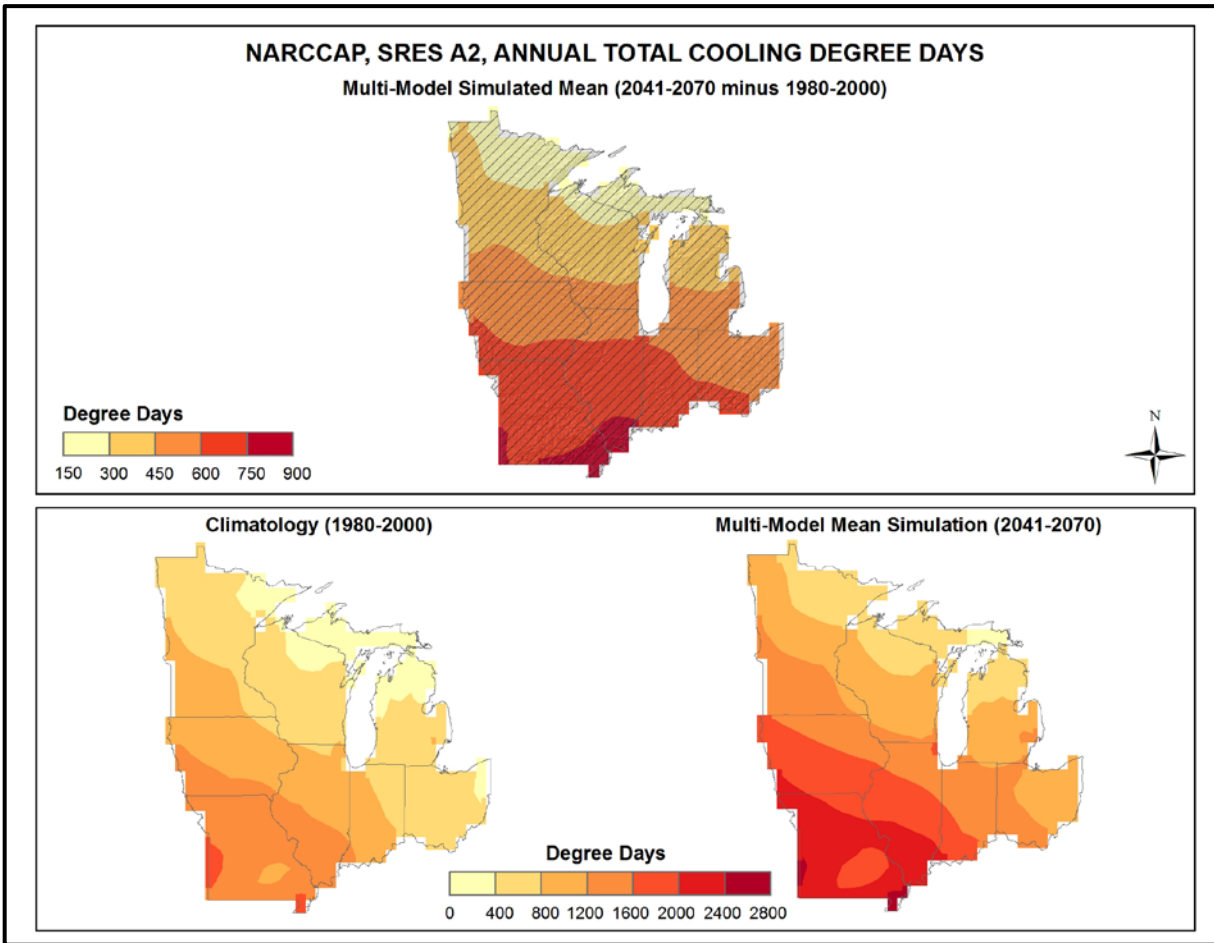 NARCCAP, SRES A2, ANNUAL TOTAL COOLING DEGREE DAYS
Multi-Model Simulated Mean (2041-2070 minus 1980-2000)
Degree Days
150 300 450 600 750 900
N
Climatology (1980-2000)
Multi-Model Mean Simulation (2041-2070)
Degree Days
0 400 800 1200 1600 2000 2400 2800